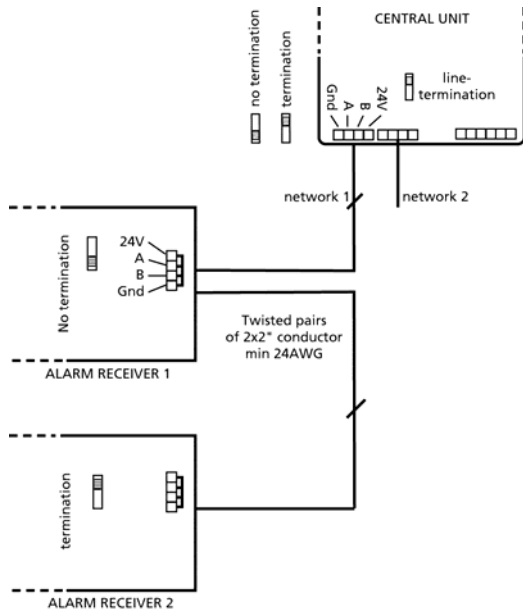 CENTRAL UNIT
no termination
termination
line-
termination
Gnd
A
B
24V
network 1
network 2
No termination
24V
A
B
Gnd
Twisted pairs
of 2x2" conductor
min 24AWG
ALARM RECEIVER 1
termination
ALARM RECEIVER 2